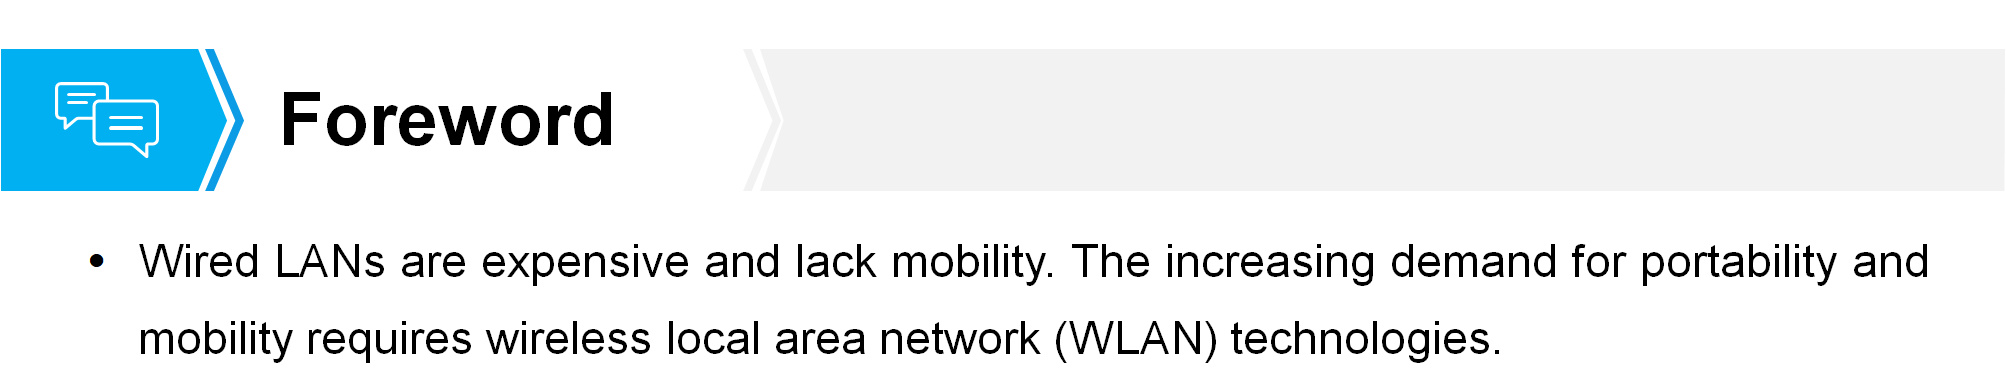 Foreword
• Wired LANs are expensive and lack mobility. The increasing demand for portability and
mobility requires wireless local area network (WLAN) technologies.